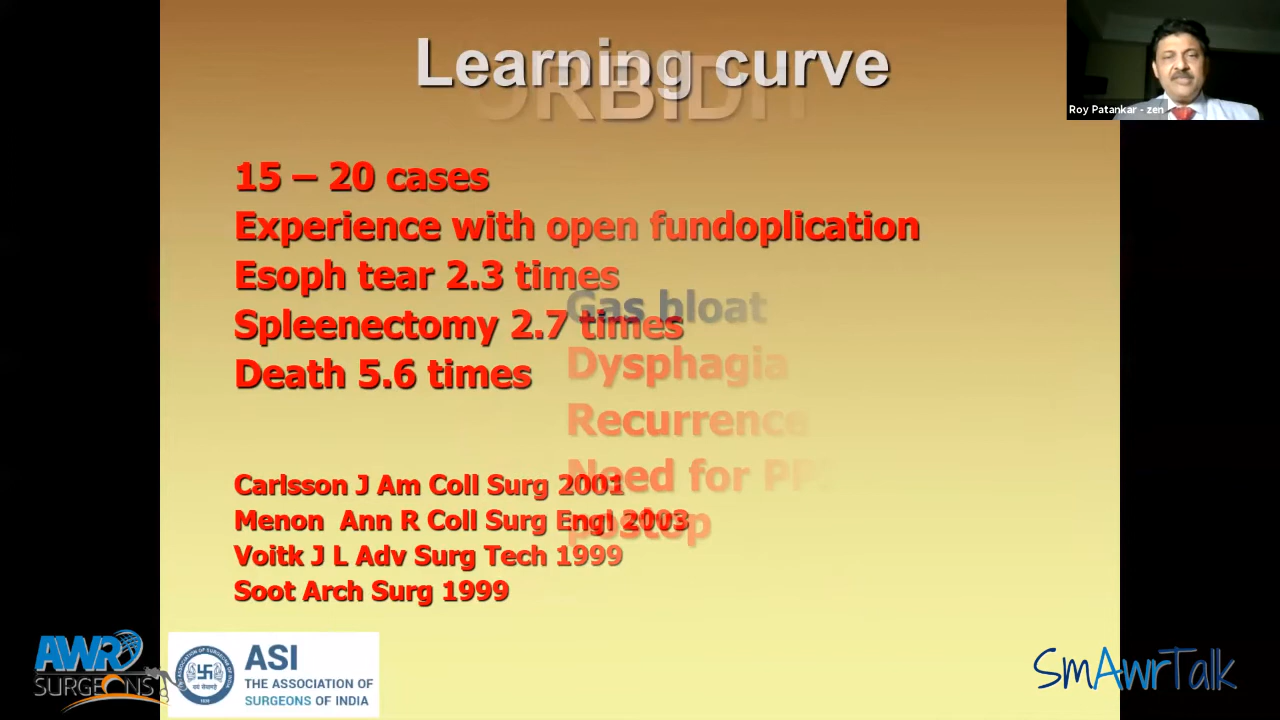 Learning curve
ORBIDIT
15 – 20 cases
Experience with open fundoplication
Esoph tear 2.3 times
Spleenectomy 2.7 times
Death 5.6 times
Gas bloat
Dysphagia
Recurrence
Need for PPI
postop
Carlsson J Am Coll Surg 2001
Menon Ann R Coll Surg Engl 2003
Voitk J L Adv Surg Tech 1999
Soot Arch Surg 1999
Roy Patankar - zen
AWR
SURGEONS
ASI
THE ASSOCIATION OF
SURGEONS OF INDIA
SmAwrTalk